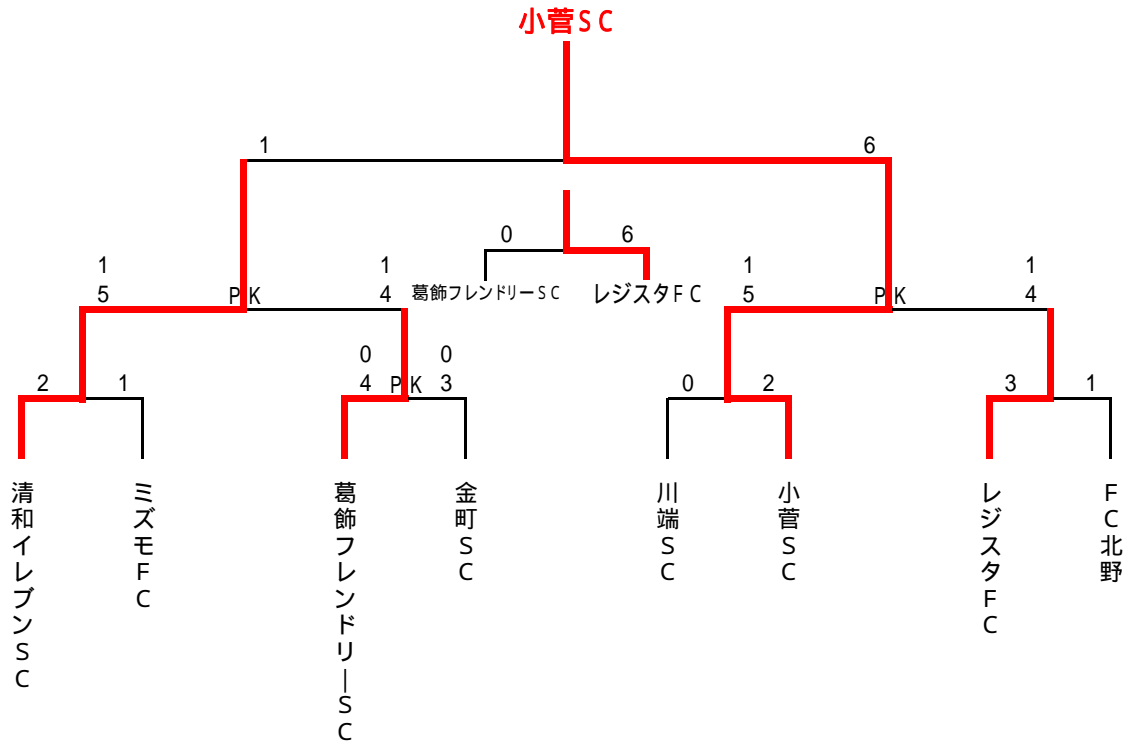 小菅SC
1
6
0 6
1 1 葛飾フレンドリーSC レジスタFC 1 1
5 PK 4 5 PK 4
0 0
2 1 4 PK 3 0 2 3 1
清和イレブンSC
ミズモFC
葛飾フレンドリーSC
金町SC
川端SC
小菅SC
レジスタFC
FC北野